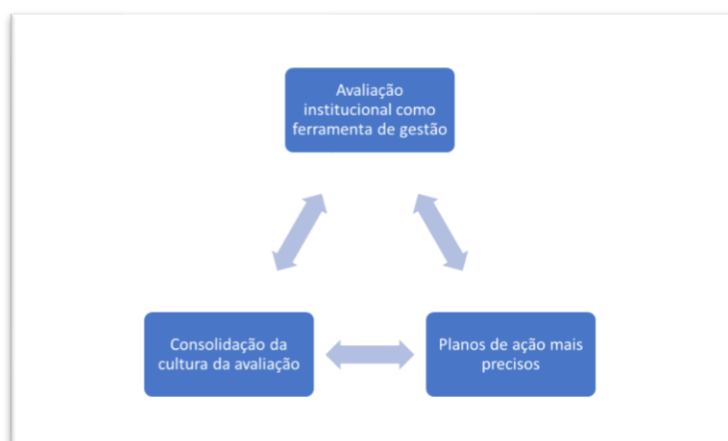 Avaliação
institucional como
ferramenta de gestão
Consolidação da
cultura da avaliação
Planos de ação mais
precisos